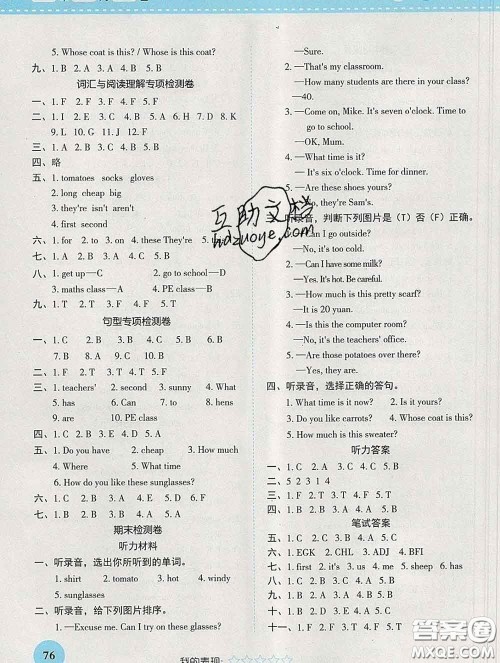 5. Whose coat is this? / Whose is this coat?
九、1. B 2. A 3. A 4. A 5. B
词汇与阅读理解专项检测卷
一、1. F 2. F 3. T 4. F 5. F
二、1. D 2. F 3. E 4. B 5. C 6. G 7. M 8. K
9. L 10. J 11. A 12. I 13. H
三、1. C 2. A 3. A 4. B 5. C
四、略
五、1. tomatoes socks gloves
2. long cheap big
3. they're isn't aren't
4. first second third
六、1. for 2. to 3. on 4. these They're 5. to
七、1. A 2. B 3. A 4. A 5. B
八、1. get up—C 2. go to school—D
3. maths class—A 4. PE class—B
九、1. T 2. T 3. F 4. T 5. F
句型专项检测卷
一、1. C 2. B 3. A 4. A 5. B
6. C 7. B 8. A 9. C 10. A
二、1. D 2. C 3. B 4. E 5. A
三、1. teachers' 2. second 3. sunny 4. What
5. has 6. Can 7. to 8. hens
9. are 10. PE class
四、1. C 2. B 3. A 4. B 5. A
五、1. Do you have 2. cheap 3. How much
4. Where 5. What time
6. How do you like these sunglasses?
六、1. C 2. B 3. A 4. A 5. C
七、1. F 2. T 3. T 4. F 5. T
期末检测卷
听力材料
一、听录音，选出你所听到的单词。
1. shirt 2. tomato 3. hot 4. windy
5. sunglasses
二、听录音，给下列图片排序。
1. —Excuse me. Can I try on these glasses?
—Sure.
2. —That's my classroom.
—How many students are there in your class?
—40.
3. —Come on, Mike. It's seven o'clock. Time to
go to school.
—OK, Mum.
4. —What time is it?
—It's six o'clock. Time for dinner.
5. —Are these shoes yours?
—No, they're Sam's.
三、听录音，判断下列图片是（T）否（F）正确。
Can I go outside?
—No, it's too cold.
2. —Can I have some milk?
—Yes. It's hot. Be careful.
3. —How much is this pretty scarf?
—It is 20 yuan.
4. —Is this the computer room?
—No, it's the teachers' office.
5. —Are those potatoes over there?
—Yes, they are.
四、听录音，选择正确的答句。
1. What time is it now? 2. Can I have it?
3. Do you like carrots? 4. Whose coat is this?
5. How much is this sweater?
听力答案
一、1. C 2. A 3. C 4. C 5. B
二、5 2 3 1 4
三、1. F 2. T 3. F 4. F 5. T
四、1. C 2. A 3. A 4. C 5. B
笔试答案
六、1. EGK 2. CHL 3. ADJ 4. BFI
七、1. first 2. it's 3. us 4. my 5. big
八、1. B 2. A 3. A 4. C 5. C
九、1. B 2. A 3. D 4. E 5. C
十、1. C 2. A 3. D 4. B
十一、1. T 2. F 3. T 4. F 5. T
互助文档
hdzuoye.com
76
我的表现：
答案圈
MXQE.COM